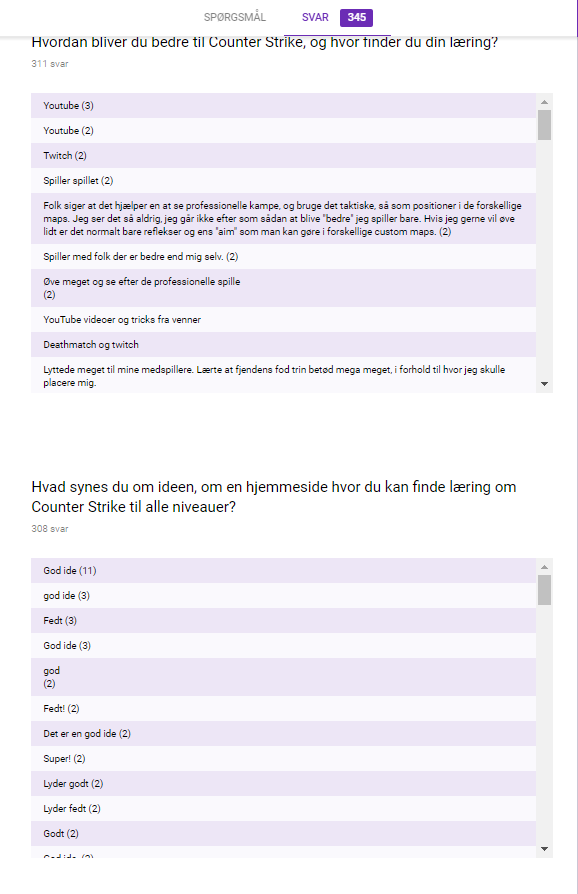 SPØRGSMÅL SVAR 345
Hvordan bliver du bedre til Counter Strike, og hvor finder du din læring?
311 svar
Youtube (3)
Youtube (2)
Twitch (2)
Spiller spillet (2)
Folk siger at det hjælper en at se professionelle kampe, og bruge det taktiske, så som positioner i de forskellige
maps. Jeg ser det så aldrig, jeg går ikke efter som sådan at blive "bedre" jeg spiller bare. Hvis jeg gerne vil øve
lidt er det normalt bare reflekser og ens "aim" som man kan gøre i forskellige custom maps. (2)
Spiller med folk der er bedre end mig selv. (2)
Øve meget og se efter de professionelle spille
(2)
YouTube videoer og tricks fra venner
Deathmatch og twitch
Lyttede meget til mine medspillere. Lærte at fjendens fod trin betød mega meget, i forhold til hvor jeg skulle
placere mig.
Hvad synes du om ideen, om en hjemmeside hvor du kan finde læring om
Counter Strike til alle niveauer?
308 svar
God ide (11)
god ide (3)
Fedt (3)
God ide (3)
god
(2)
Fedt! (2)
Det er en god ide (2)
Super! (2)
Lyder godt (2)
Lyder fedt (2)
Godt (2)